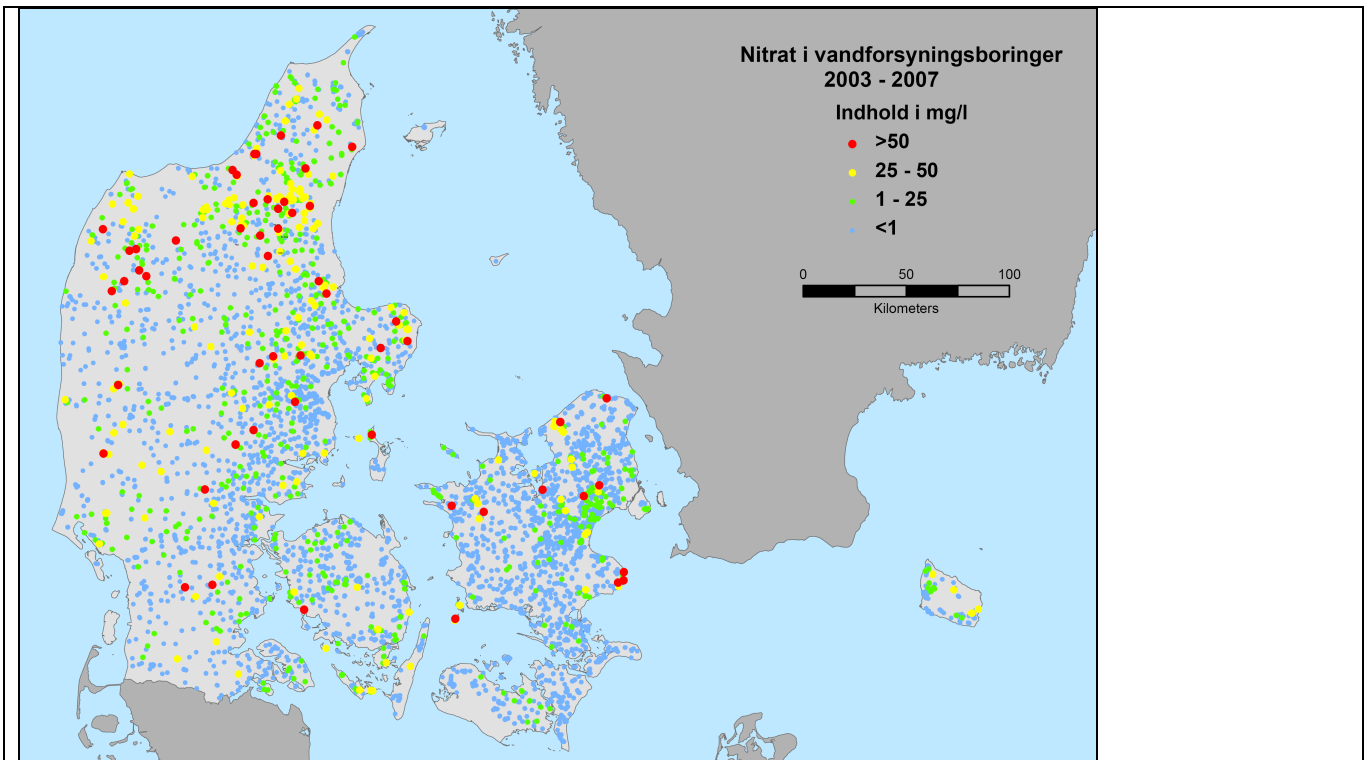 Nitrat i vandforsyningsboringer
2003 - 2007
Indhold i mg/l
>50
25 - 50
1 - 25
<1
0 50 100
Kilometers